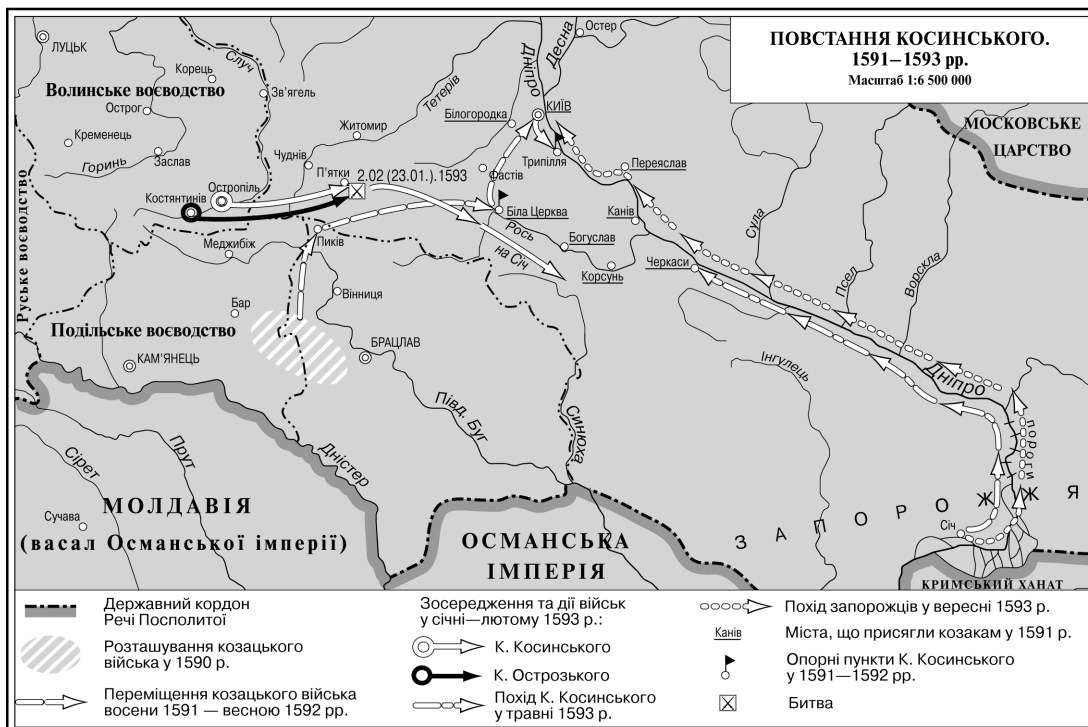 ПОВСТАННЯ КОСИНСЬКОГО.
1591–1593 рр.
Масштаб 1:6 500 000
ЛУЦЬК
Корець
Случ
Волинське воєводство
Острог
Зв’ягель
Кременець
Заслав
Горинь
Житомир
Тетерів
Чуднів
П’ятки
2.02 (23.01.).1593
Остропіль
Костянтинів
Меджибіж
Пиків
Руське воєводство
Бар
Вінниця
Подільське воєводство
КАМ’ЯНЕЦЬ
БРАЦЛАВ
Остер
Десна
Дніпро
Білогородка
КИЇВ
Трипілля
Фастів
Переяслав
Біла Церква
Рось
на Січ
Богуслав
Канів
Корсунь
Черкаси
МОСКОВСЬКЕ
ЦАРСТВО
Сула
Псел
Ворскла
Дніпро
Інгулець
пороги
Півд. Буг
Синюха
Дністер
Прут
Сірет
Сучава
МОЛДАВІЯ
(васал Османської імперії)
ОСМАНСЬКА
ІМПЕРІЯ
ЗАПОРОЖЖЯ
Січ
КРИМСЬКИЙ ХАНАТ
Державний кордон
Речі Посполитої
Розташування козацького
війська у 1590 р.
Переміщення козацького війська
восени 1591 — весною 1592 рр.
Зосередження та дії військ
у січні—лютому 1593 р.:
К. Косинського
К. Острозького
Похід К. Косинського
у травні 1593 р.
Похід запорожців у вересні 1593 р.
Канів
Міста, що присягли козакам у 1591 р.
Опорні пункти К. Косинського
у 1591—1592 рр.
Битва